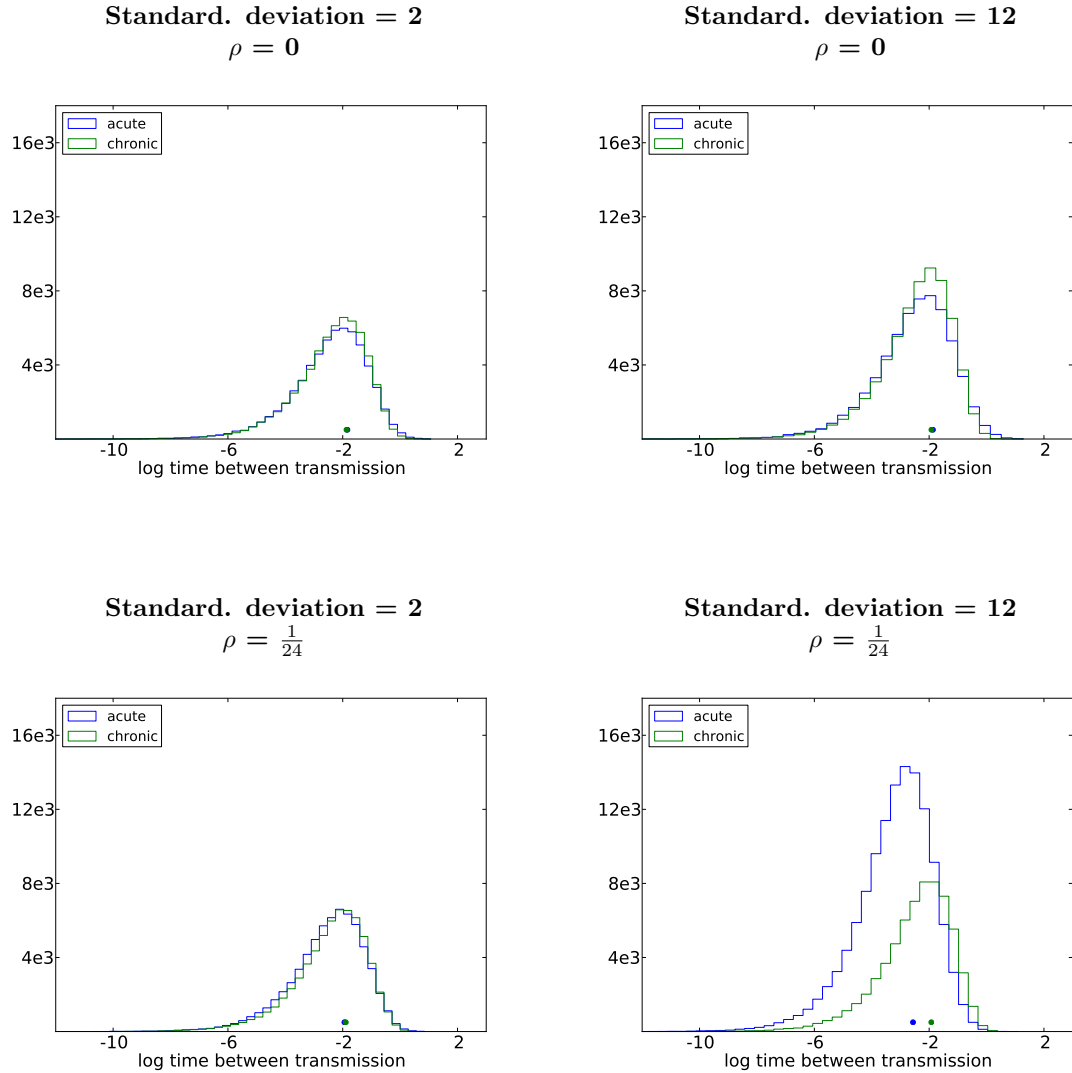 Standard. deviation = 2
ρ = 0
acute
chronic
16e3
12e3
8e3
4e3
-10
-6
-2
2
log time between transmission
Standard. deviation = 12
ρ = 0
acute
chronic
16e3
12e3
8e3
4e3
-10
-6
-2
2
log time between transmission
Standard. deviation = 2
ρ = 1/24
acute
chronic
16e3
12e3
8e3
4e3
-10
-6
-2
2
log time between transmission
Standard. deviation = 12
ρ = 1/24
acute
chronic
16e3
12e3
8e3
4e3
-10
-6
-2
2
log time between transmission